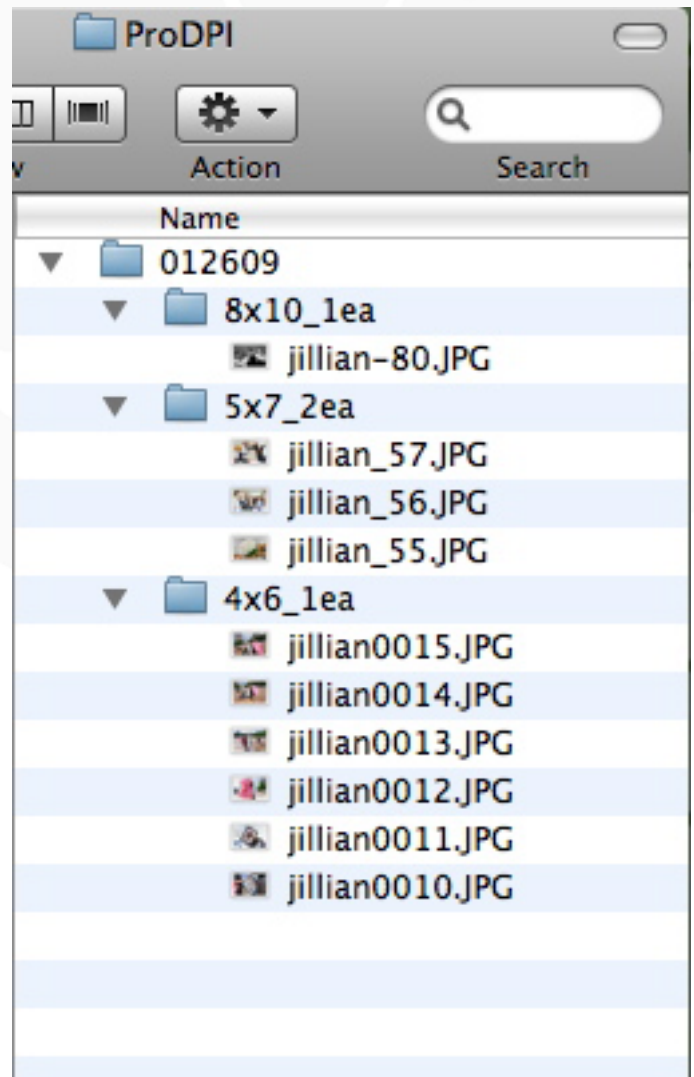 ProDPI
Action
Search
Name
012609
8x10_1ea
jillian-80.JPG
5x7_2ea
jillian_57.JPG
jillian_56.JPG
jillian_55.JPG
4x6_1ea
jillian0015.JPG
jillian0014.JPG
jillian0013.JPG
jillian0012.JPG
jillian0011.JPG
jillian0010.JPG